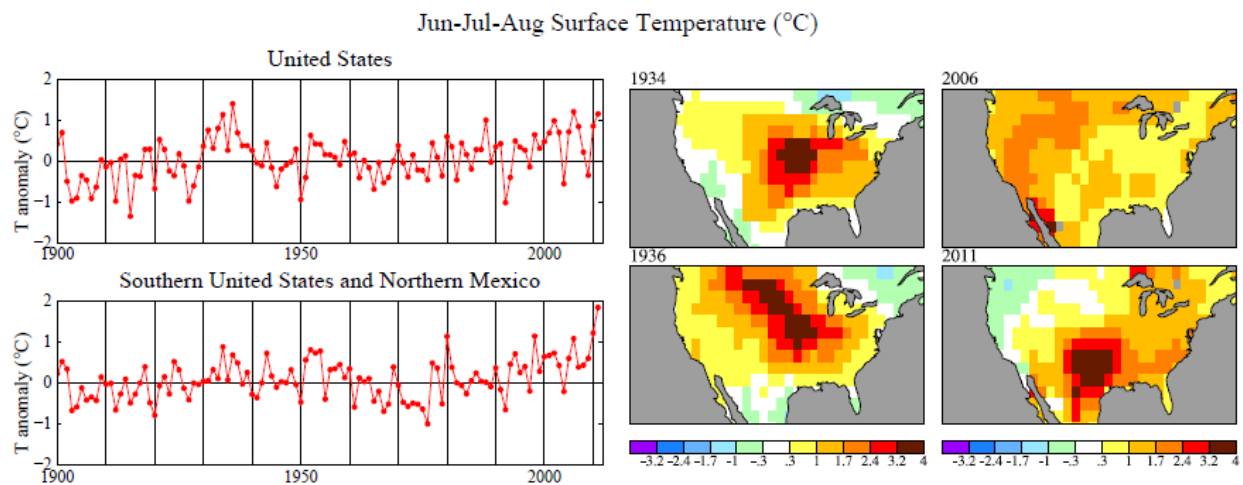 Jun-Jul-Aug Surface Temperature (°C)
United States
T anomaly (°C)
2
1
0
−1
−2
1900
1950
2000
Southern United States and Northern Mexico
T anomaly (°C)
2
1
0
−1
−2
1900
1950
2000
1934
2006
1936
2011
−3.2 −2.4 −1.7 −1 −.3 .3 1 1.7 2.4 3.2 4
−3.2 −2.4 −1.7 −1 −.3 .3 1 1.7 2.4 3.2 4